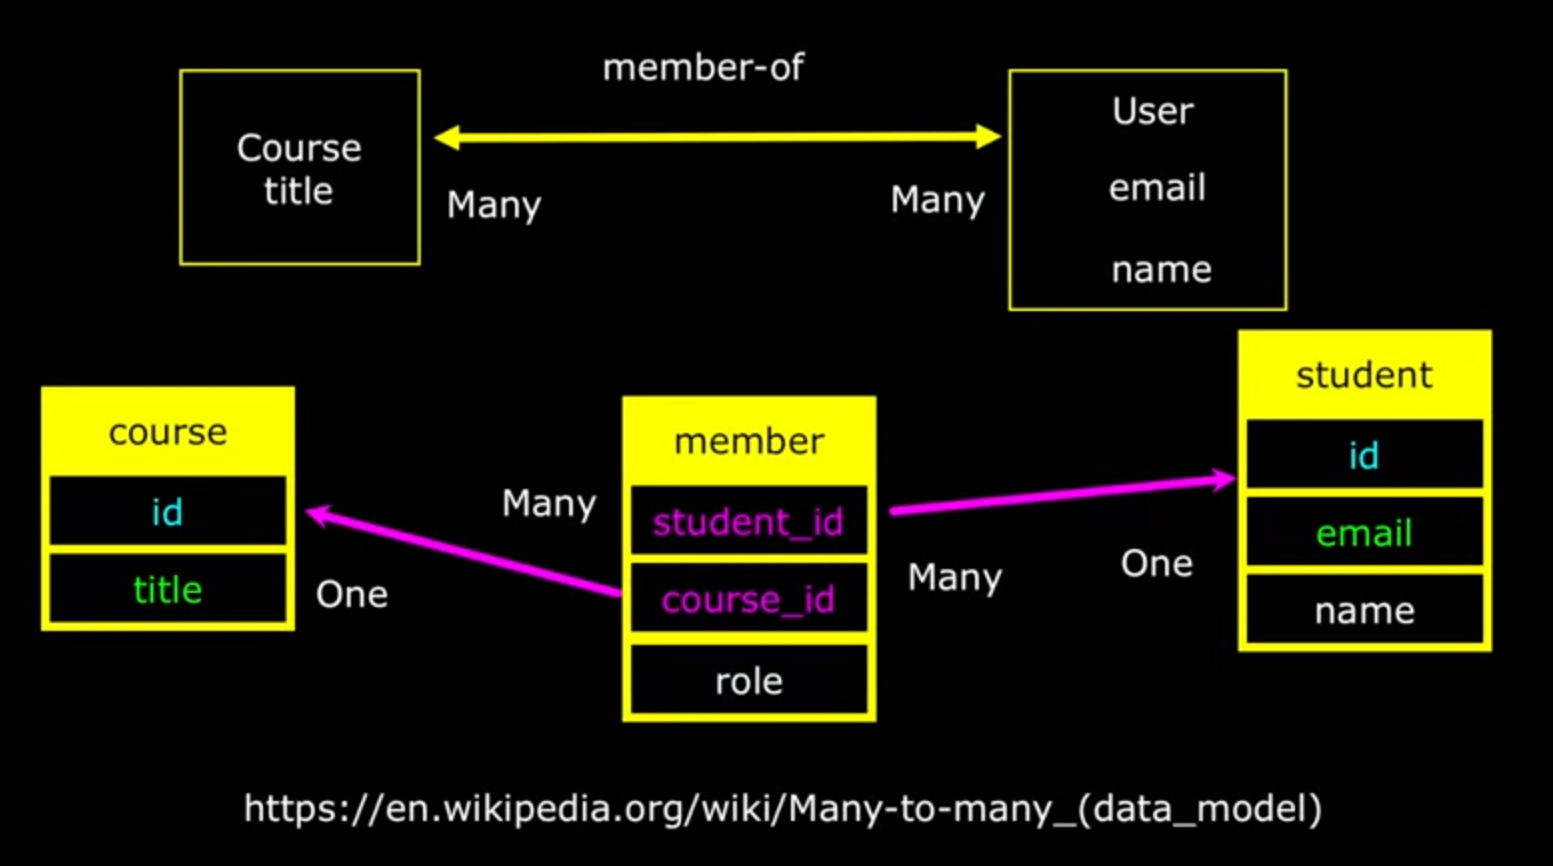 member-of
Course
title
Many
Many
User
email
name
course
id
title
One
Many
member
student_id
course_id
role
Many
One
student
id
email
name
https://en.wikipedia.org/wiki/Many-to-many_(data_model)